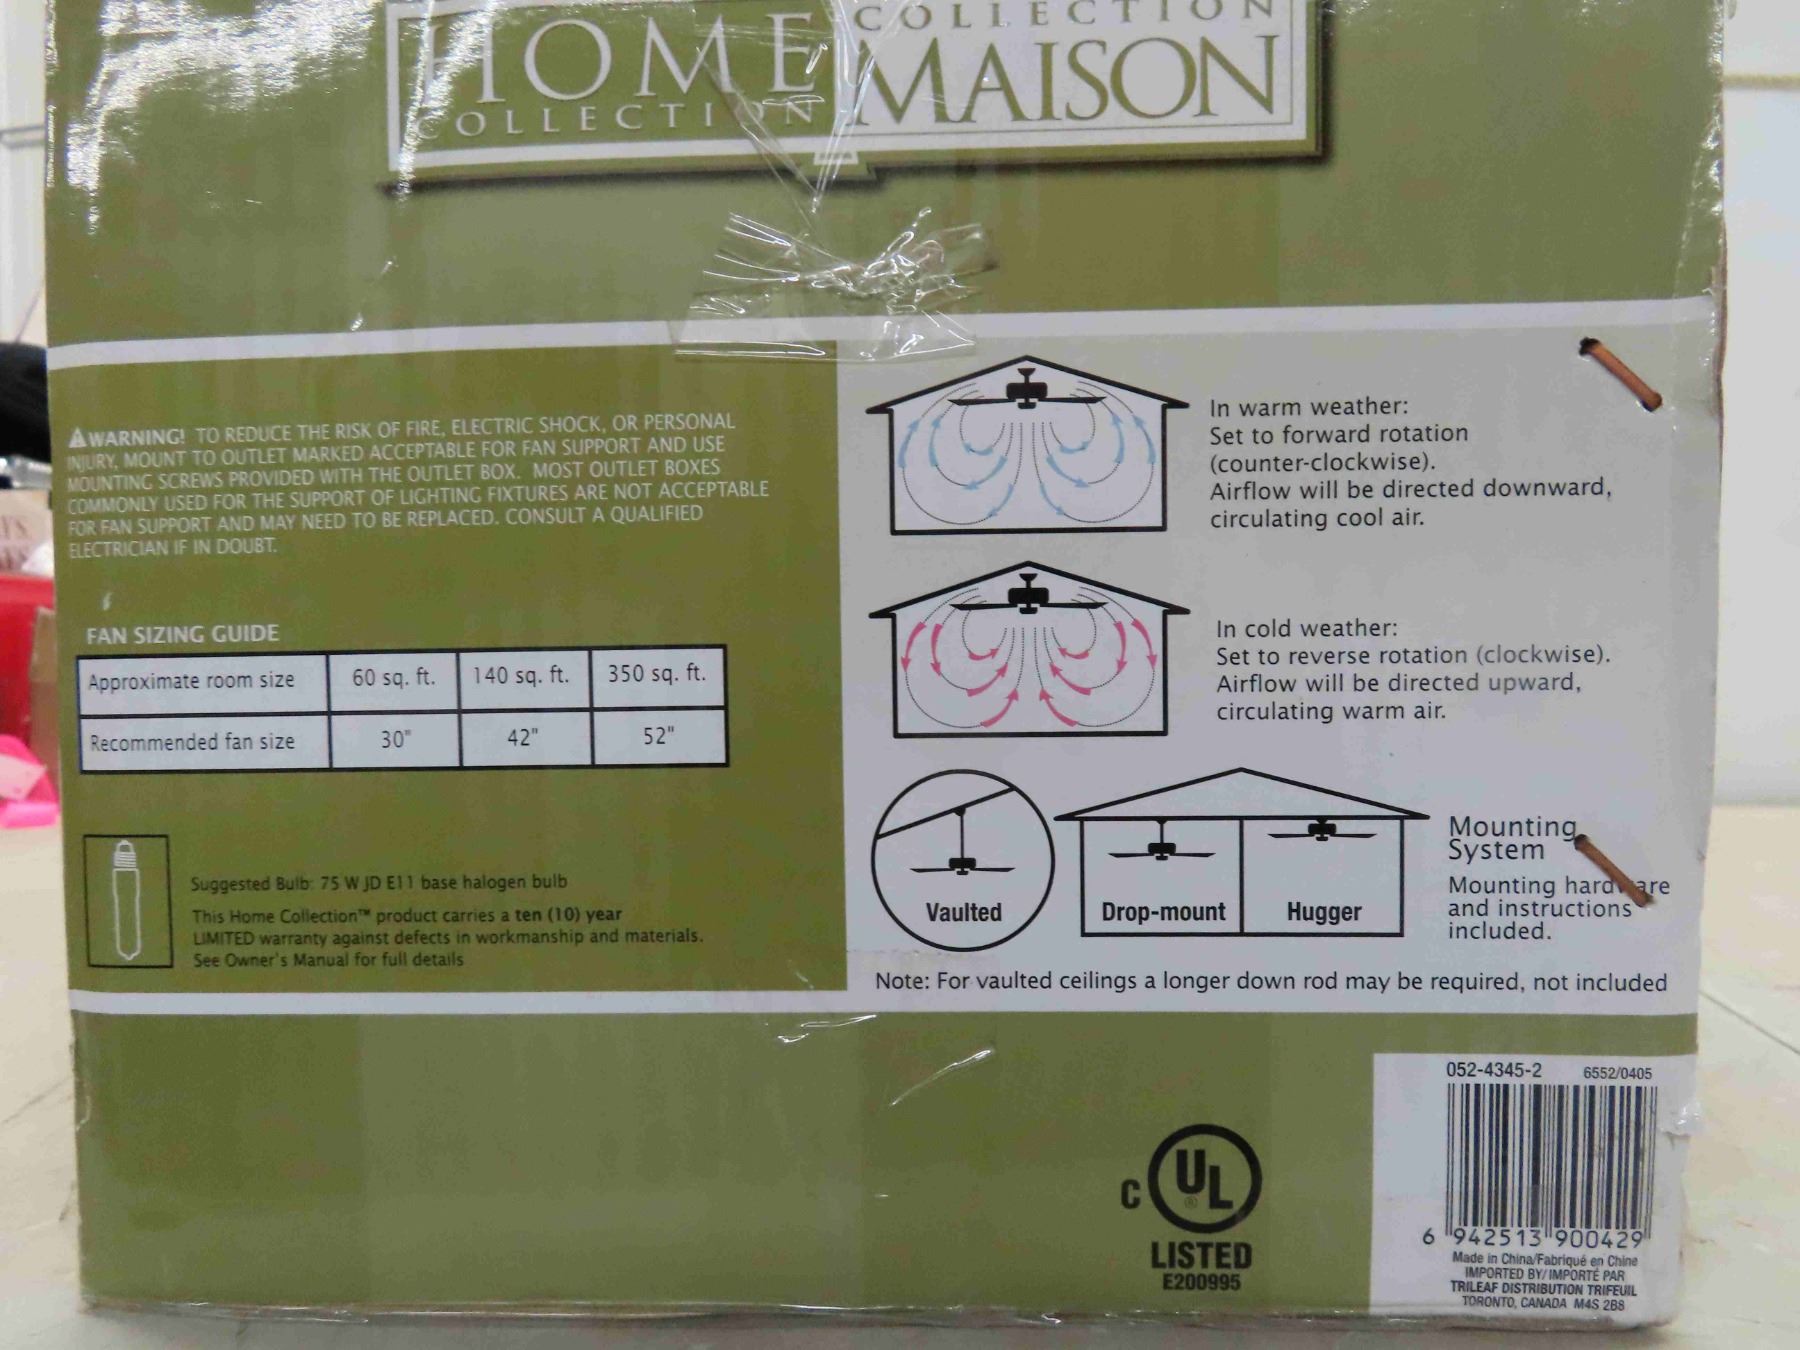 HOME
COLLECTION
COLLECTION
MAISON
WARNING! TO REDUCE THE RISK OF FIRE, ELECTRIC SHOCK, OR PERSONAL
INJURY, MOUNT TO OUTLET MARKED ACCEPTABLE FOR FAN SUPPORT AND USE
MOUNTING SCREWS PROVIDED WITH THE OUTLET BOX. MOST OUTLET BOXES
COMMONLY USED FOR THE SUPPORT OF LIGHTING FIXTURES ARE NOT ACCEPTABLE
FOR FAN SUPPORT AND MAY NEED TO BE REPLACED. CONSULT A QUALIFIED
ELECTRICIAN IF IN DOUBT.
FAN SIZING GUIDE
Approximate room size 60 sq. ft. 140 sq. ft. 350 sq. ft.
Recommended fan size 30" 42" 52"
Suggested Bulb: 75 W JD E11 base halogen bulb
This Home Collection™ product carries a ten (10) year
LIMITED warranty against defects in workmanship and materials.
See Owner's Manual for full details
In warm weather:
Set to forward rotation
(counter-clockwise).
Airflow will be directed downward,
circulating cool air.
In cold weather:
Set to reverse rotation (clockwise).
Airflow will be directed upward,
circulating warm air.
Vaulted
Drop-mount
Hugger
Mounting
System
Mounting hardware
and instructions
included.
Note: For vaulted ceilings a longer down rod may be required, not included
C UL ®
LISTED
E200995
052-4345-2 6552/0405
6 942513 900429
Made in China/Fabriqué en Chine
IMPORTED BY/IMPORTÉ PAR
TRILEAF DISTRIBUTION TRIFEUIL
TORONTO, CANADA M4S 2B8